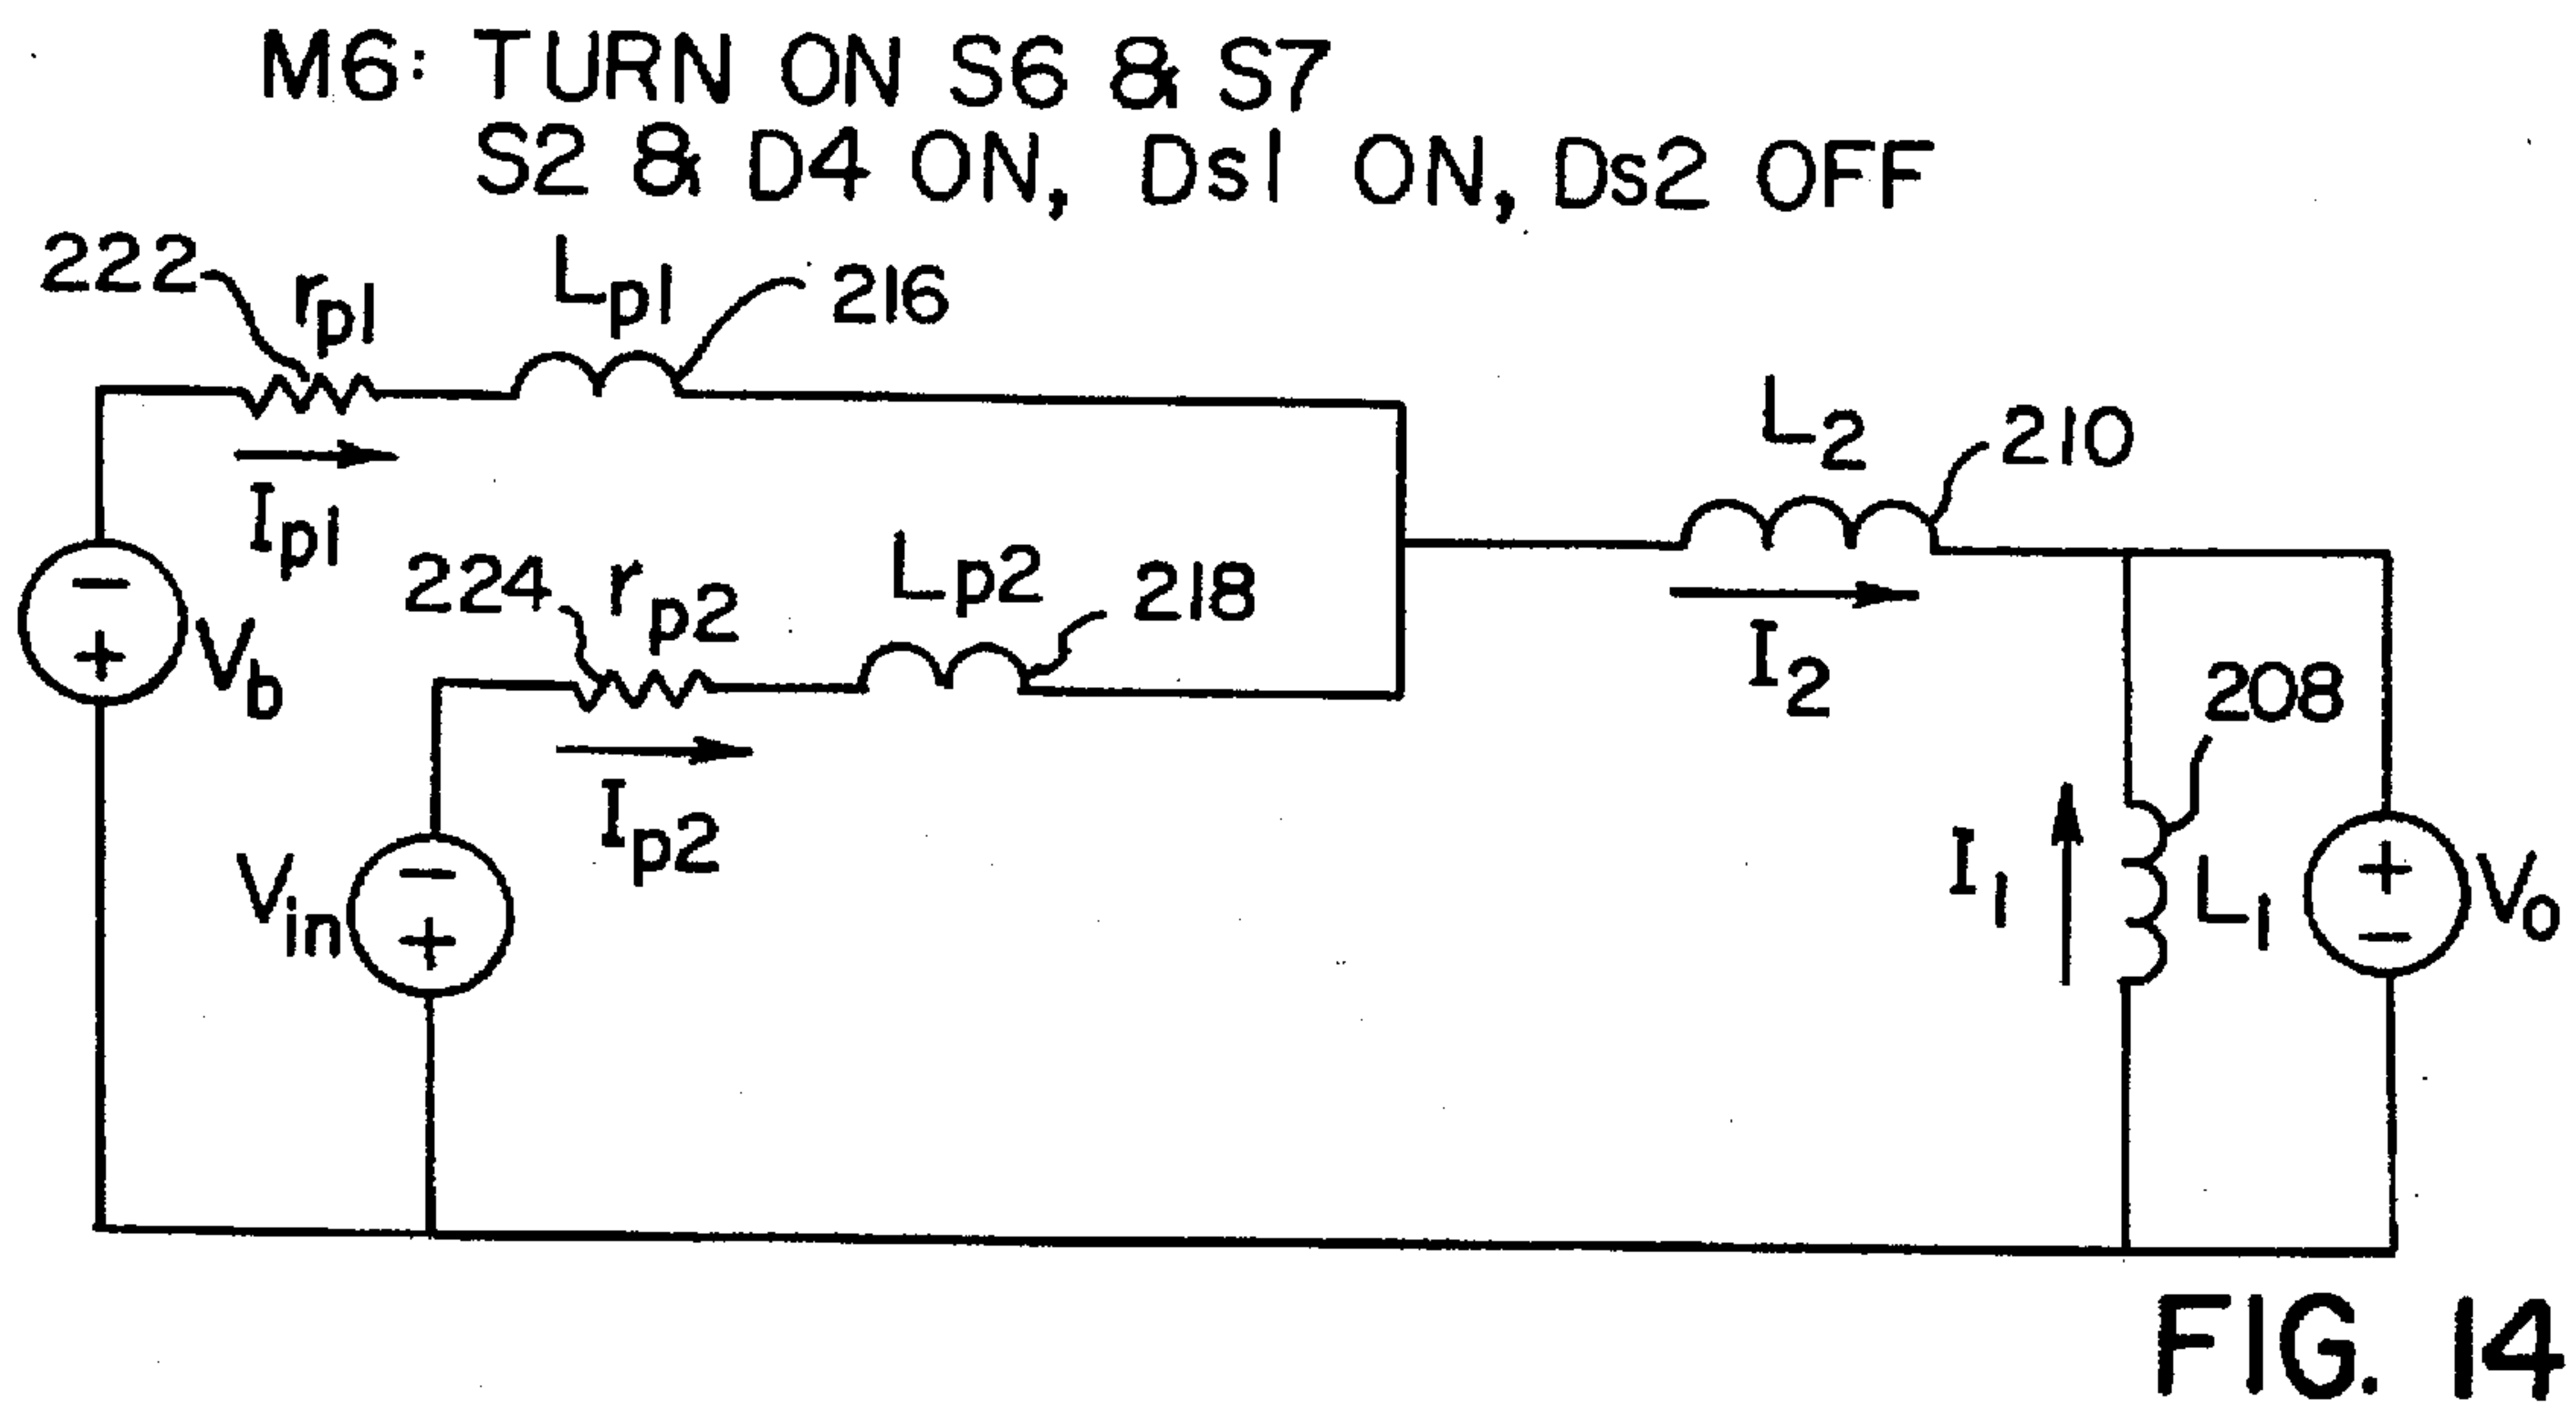 M6: TURN ON S6 & S7
S2 & D4 ON, Ds1 ON, Ds2 OFF
222
rp1
Lp1
216
Ip1
L2
210
−
+
Vb
224
rp2
Lp2
218
I2
Ip2
208
Vin
−
+
I1
L1
+
−
Vo
FIG. 14